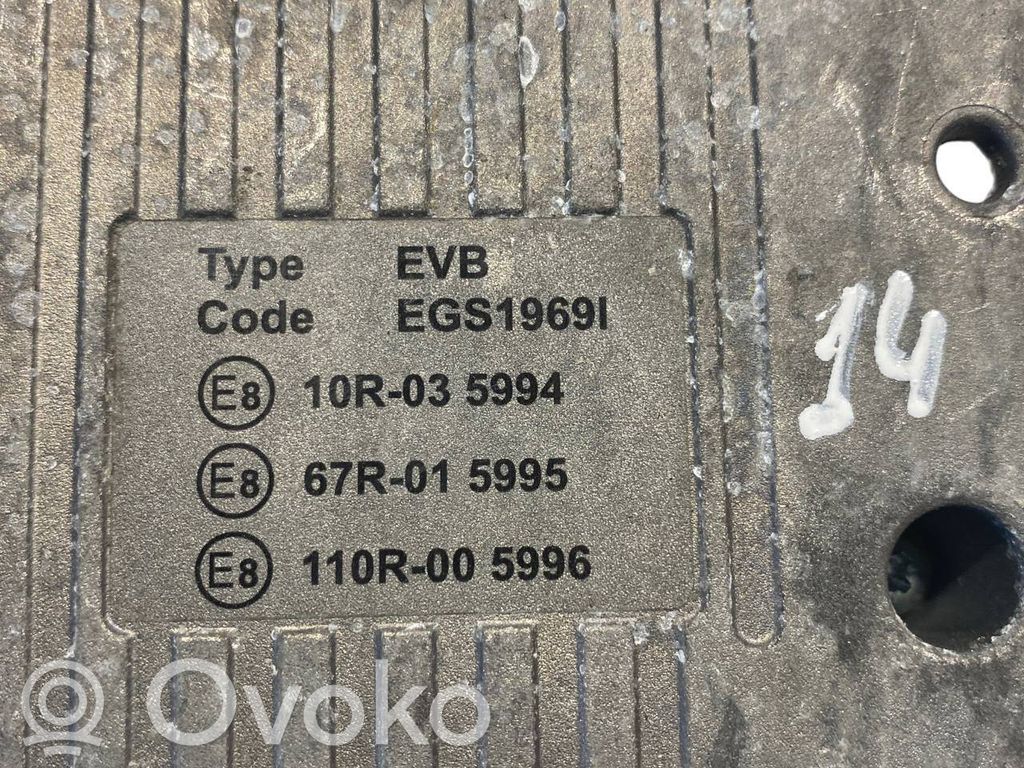 Type EVB
Code EGS1969I
E8 10R-03 5994
E8 67R-01 5995
E8 110R-00 5996
14
Ovoko